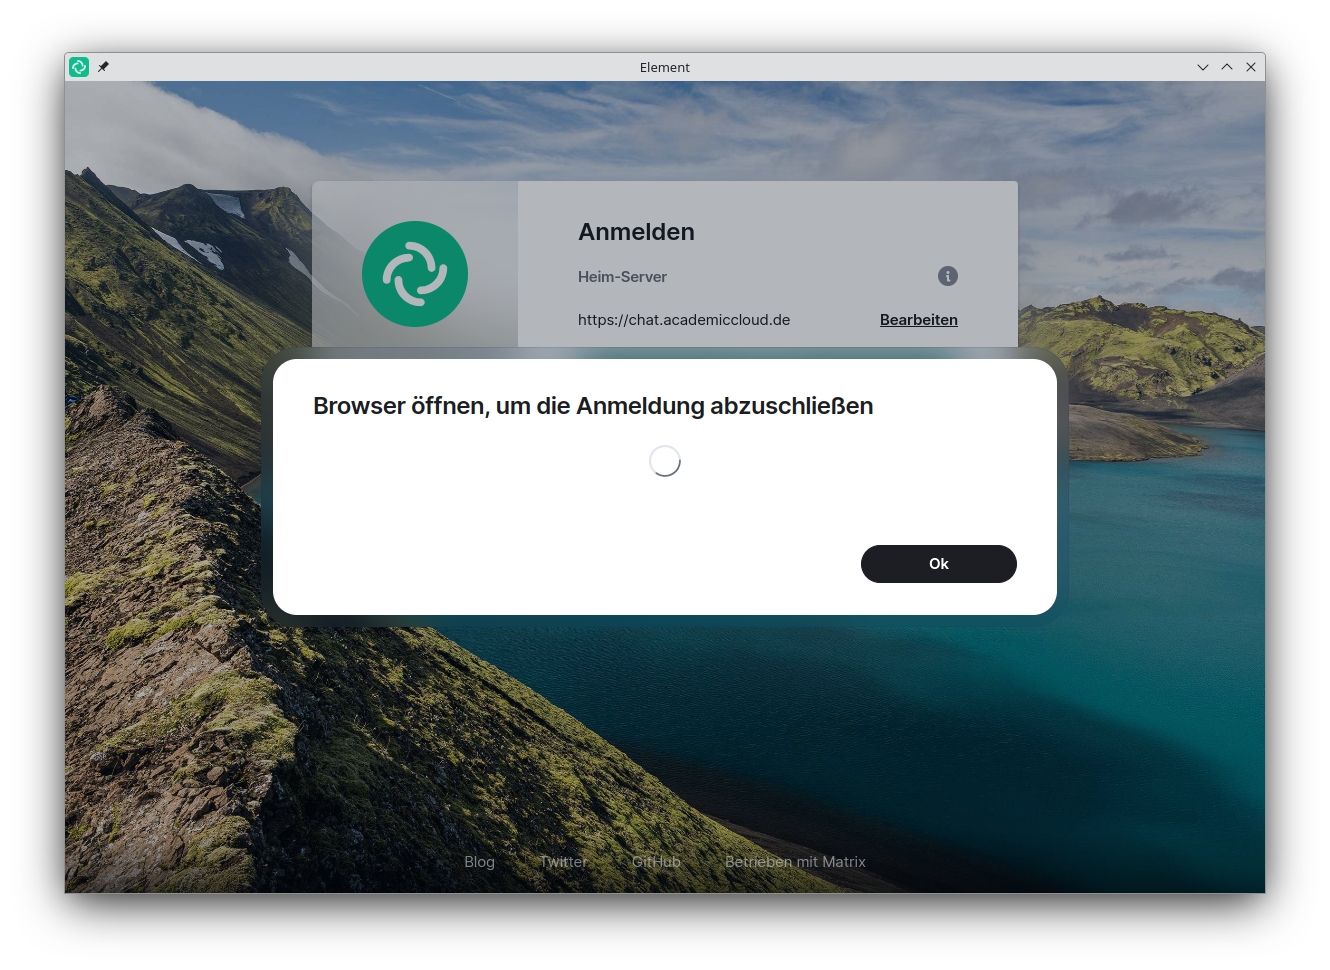 Element
Anmelden
Heim-Server
https://chat.academiccloud.de Bearbeiten
Browser öffnen, um die Anmeldung abzuschließen
Ok
Blog Twitter GitHub Betrieben mit Matrix